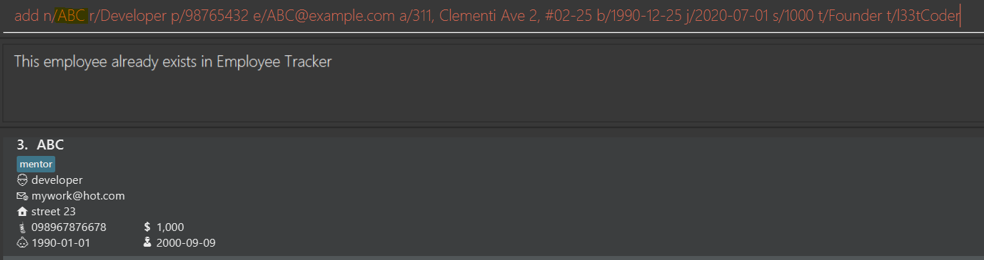 add n/ABC r/Developer p/98765432 e/ABC@example.com a/311, Clementi Ave 2, #02-25 b/1990-12-25 j/2020-07-01 s/1000 t/Founder t/l33tCoder
This employee already exists in Employee Tracker
3. ABC
mentor
developer
mywork@hot.com
street 23
098967876678 $ 1,000
1990-01-01 2000-09-09